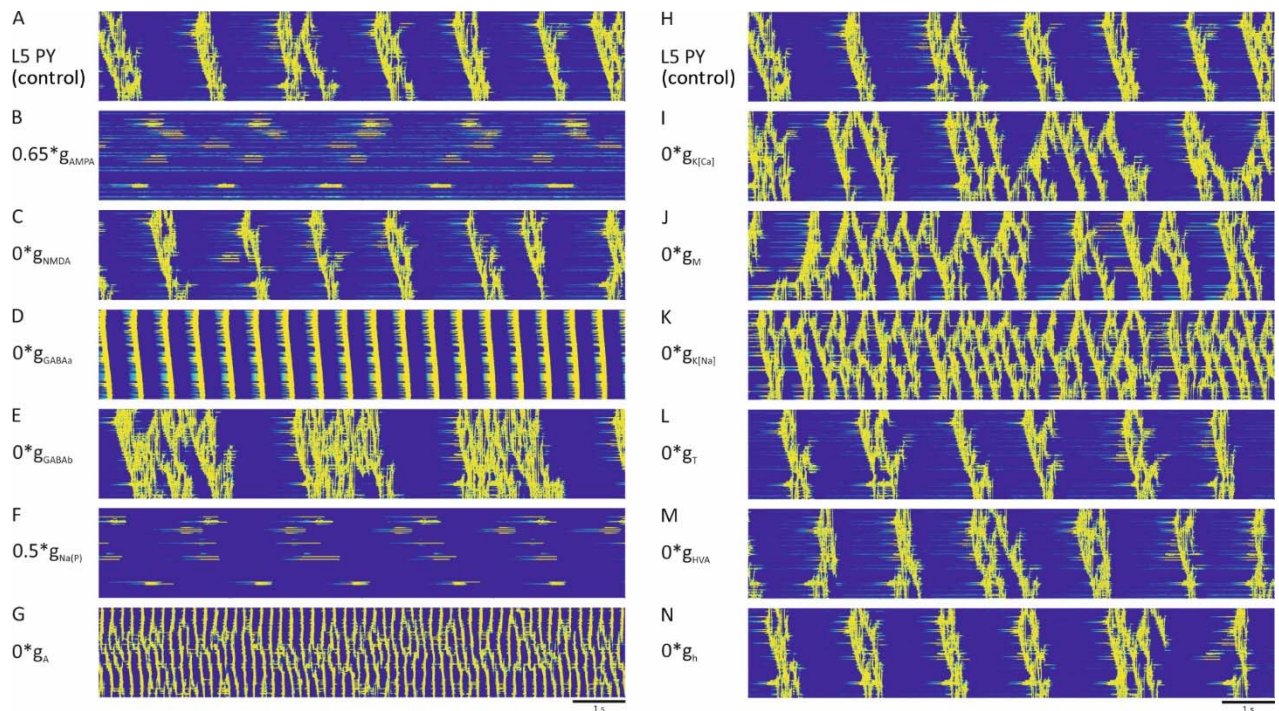 A
L5 PY
(control)
B
0.65*gAMPA
C
0*gNMDA
D
0*gGABAa
E
0*gGABAb
F
0.5*gNa(P)
G
0*gA
1 s
H
L5 PY
(control)
I
0*gK[Ca]
J
0*gM
K
0*gK[Na]
L
0*gT
M
0*gHVA
N
0*gh
1 s